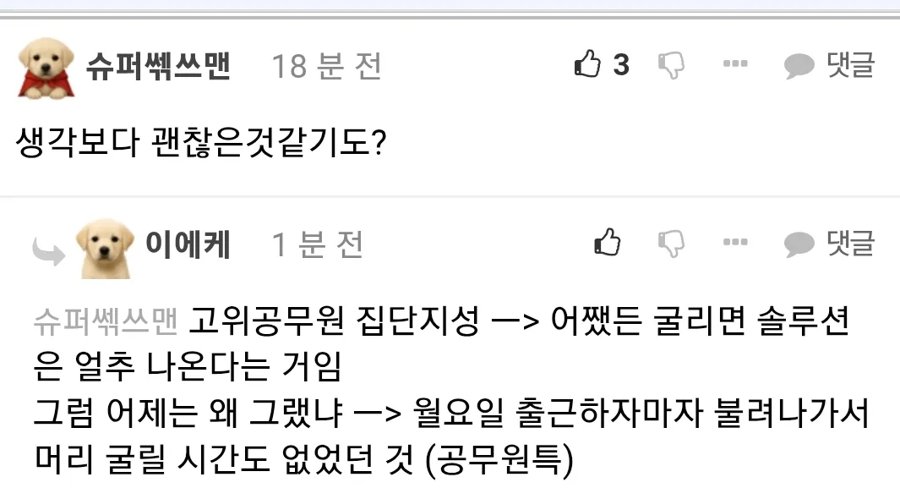 슈퍼쎆쓰맨 18 분 전 3 ··· 댓글
생각보다 괜찮은것같기도?
이에케 1 분 전 ··· 댓글
슈퍼쎆쓰맨 고위공무원 집단지성 ㅡ> 어쨌든 굴리면 솔루션
은 얼추 나온다는 거임
그럼 어제는 왜 그랬냐 ㅡ> 월요일 출근하자마자 불려나가서
머리 굴릴 시간도 없었던 것 (공무원특)